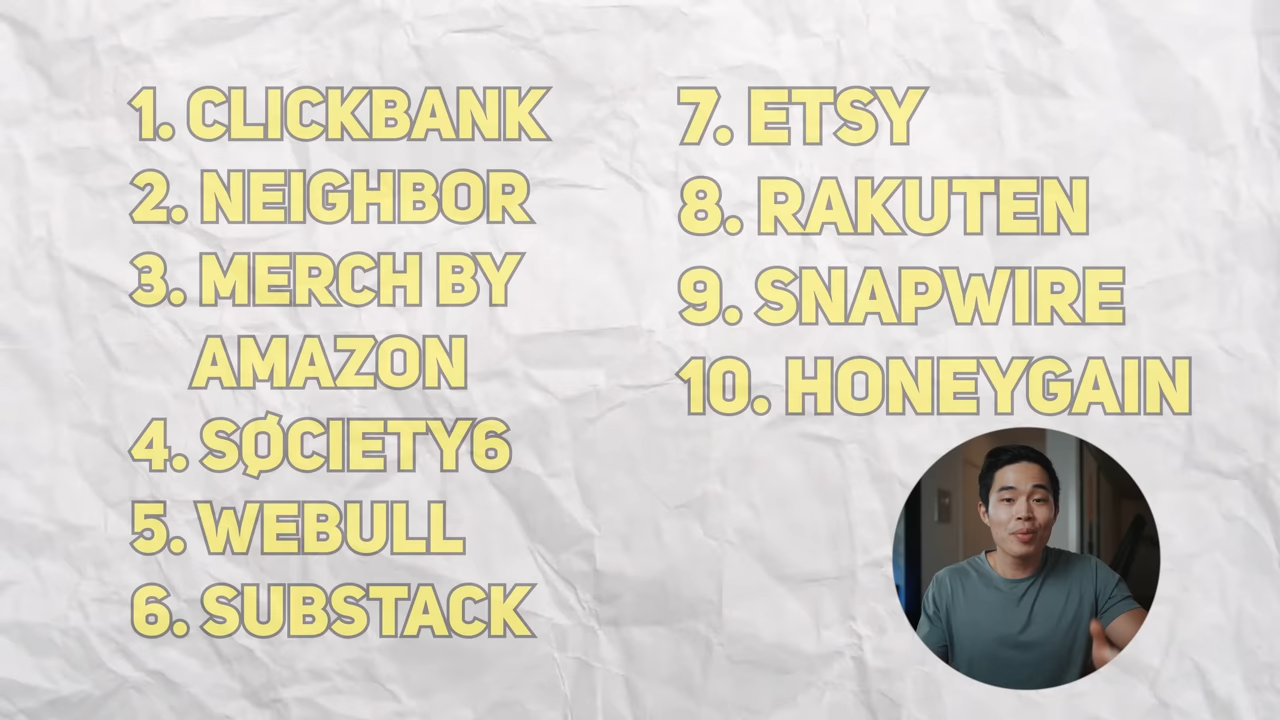 1. CLICKBANK
2. NEIGHBOR
3. MERCH BY
AMAZON
4. SØCIETY6
5. WEBULL
6. SUBSTACK
7. ETSY
8. RAKUTEN
9. SNAPWIRE
10. HONEYGAIN